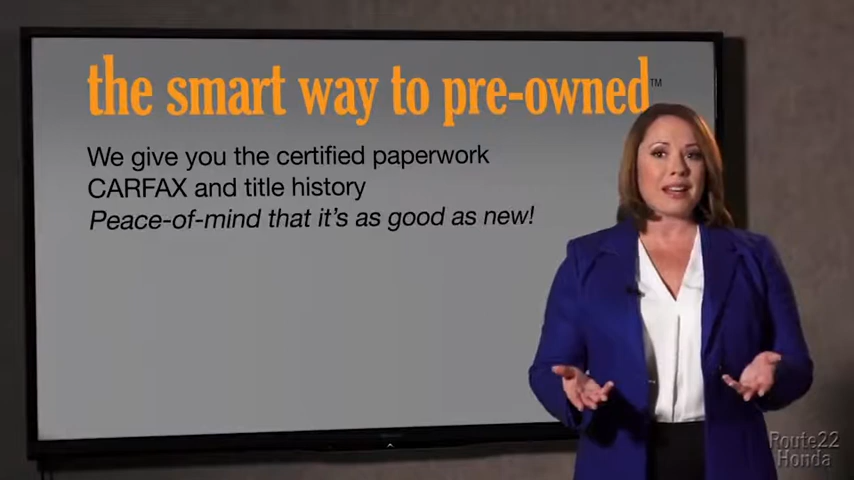 the smart way to pre-owned™
We give you the certified paperwork
CARFAX and title history
Peace-of-mind that it's as good as new!
Route22
Honda